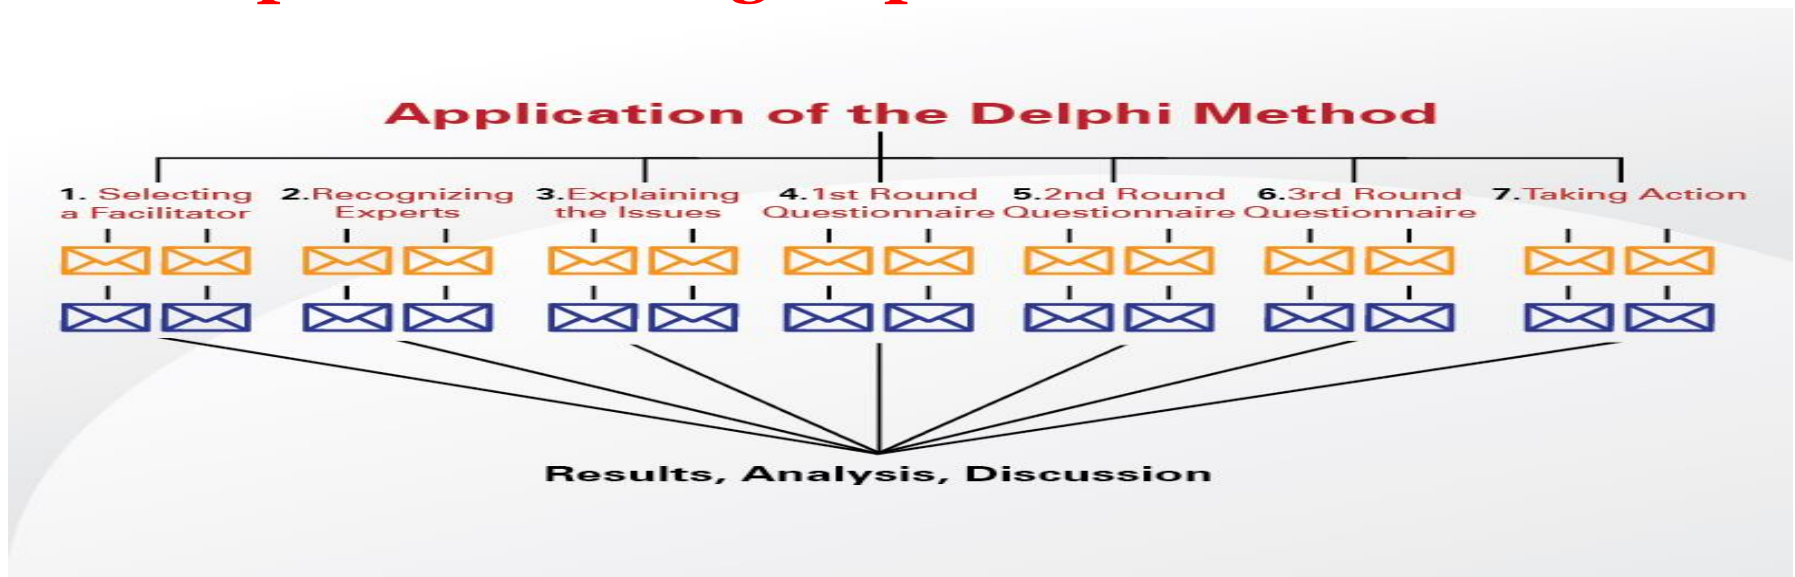 Application of the Delphi Method
1. Selecting
a Facilitator
2.Recognizing
Experts
3.Explaining
the Issues
4.1st Round
Questionnaire
5.2nd Round
Questionnaire
6.3rd Round
Questionnaire
7.Taking Action
Results, Analysis, Discussion